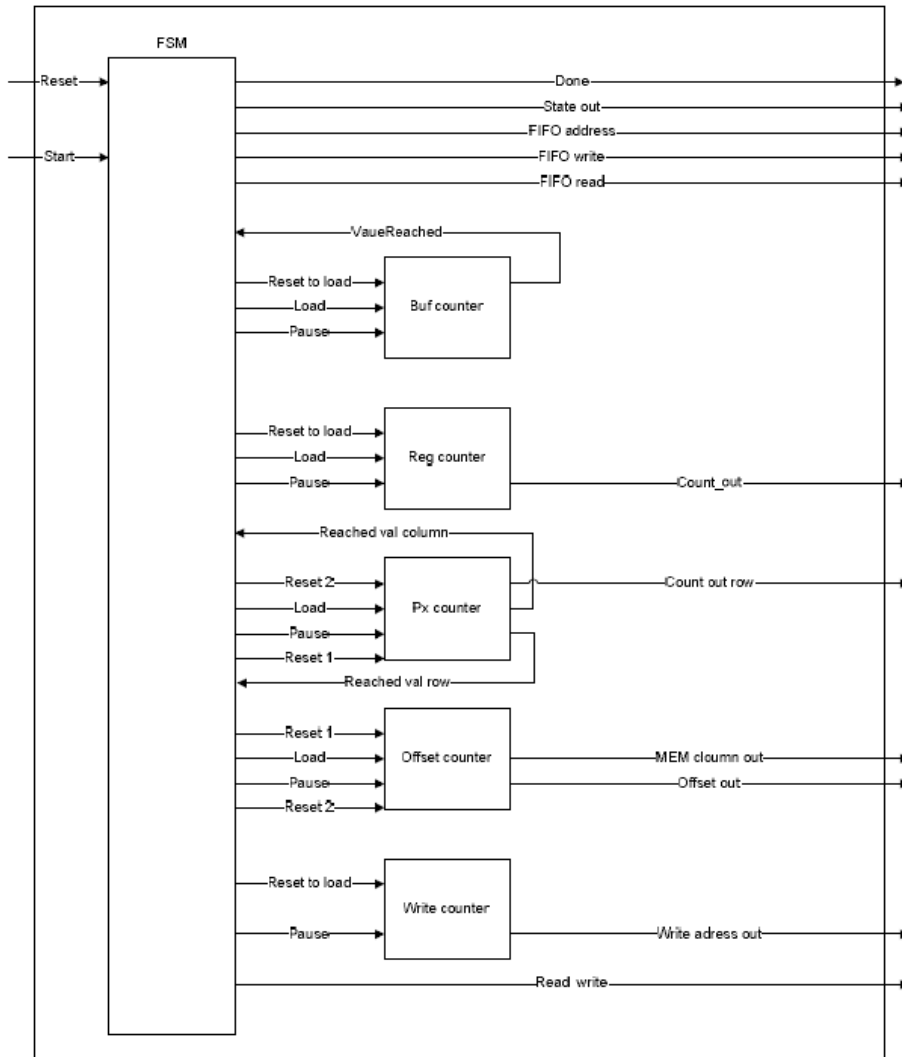 FSM
Reset
Done
State out
FIFO address
Start
FIFO write
FIFO read
VaueReached
Reset to load
Load
Buf counter
Pause
Reset to load
Load
Reg counter
Pause
Count_out
Reached val column
Reset 2
Count out row
Load
Px counter
Pause
Reset 1
Reached val row
Reset 1
Load
Offset counter
MEM cloumn out
Pause
Offset out
Reset 2
Reset to load
Write counter
Pause
Write adress out
Read write